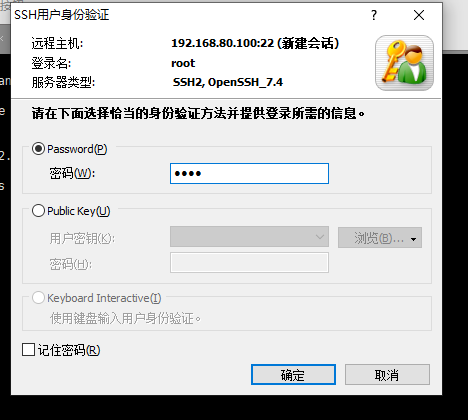 SSH用户身份验证
远程主机: 192.168.80.100:22 (新建会话)
登录名: root
服务器类型: SSH2, OpenSSH_7.4
请在下面选择恰当的身份验证方法并提供登录所需的信息。
Password(P)
密码(W): ••••
Public Key(U)
用户密钥(K): 浏览(B)...
密码(H):
Keyboard Interactive(I)
使用键盘输入用户身份验证。
记住密码(R)
确定 取消